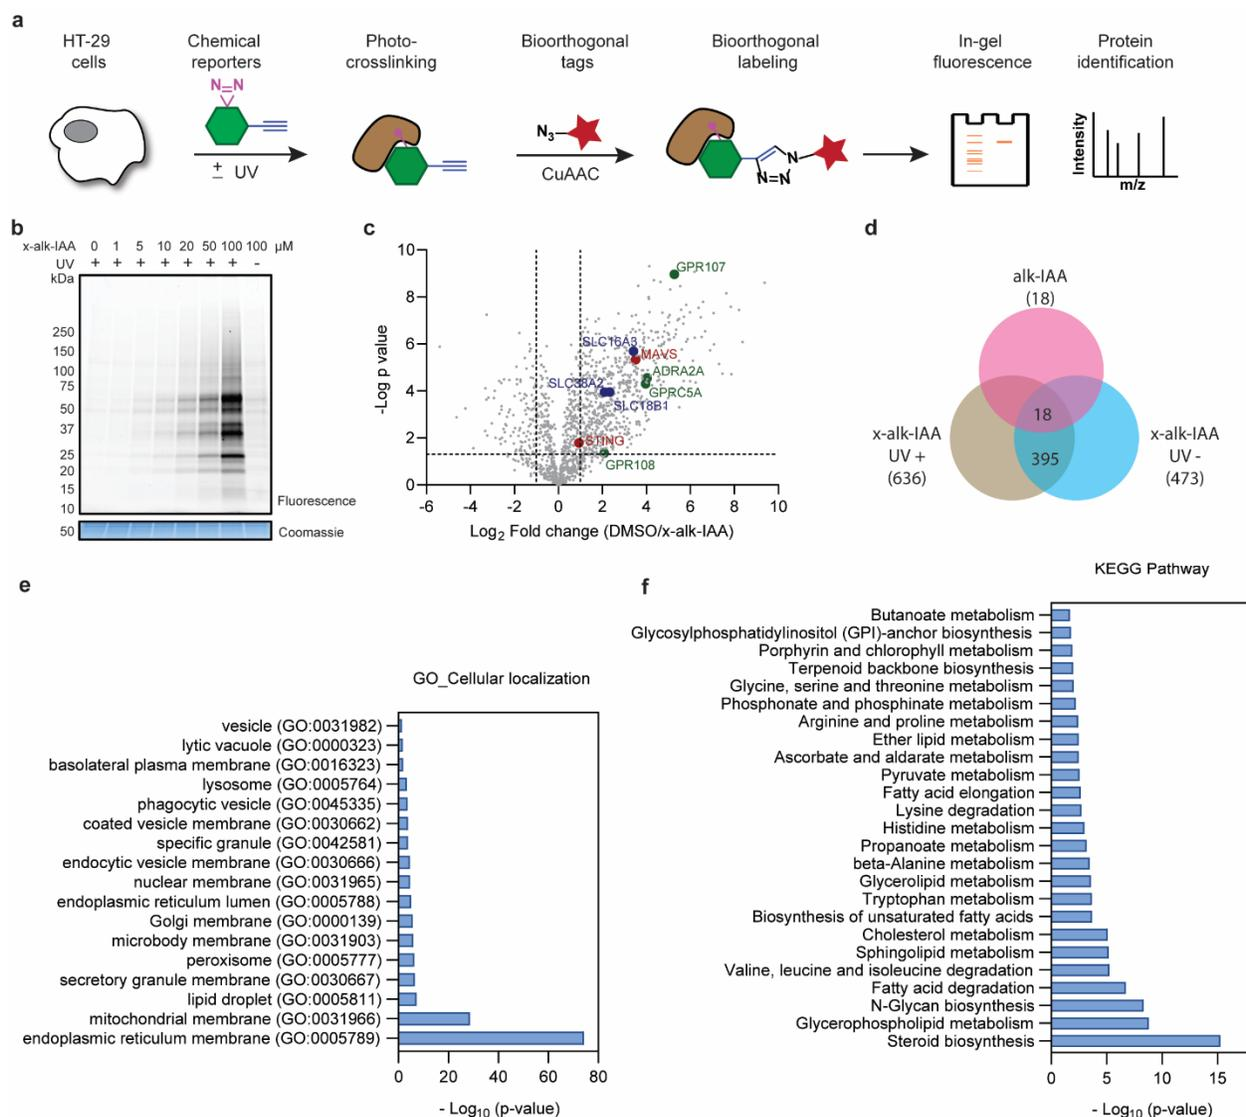 a
HT-29
cells
Chemical
reporters
Photo-
crosslinking
Bioorthogonal
tags
Bioorthogonal
labeling
In-gel
fluorescence
Protein
identification
N=N
± UV
N3
CuAAC
N
N=N
Intensity
m/z
b
x-alk-IAA 0 1 5 10 20 50 100 100 μM
UV + + + + + + + -
kDa
250
150
100
75
50
37
25
20
15
10
Fluorescence
50
Coomassie
c
10
8
6
4
2
0
-Log p value
GPR107
SLC16A3
MAVS
ADRA2A
SLC38A2
GPRC5A
SLC18B1
STING
GPR108
-6 -4 -2 0 2 4 6 8 10
Log2 Fold change (DMSO/x-alk-IAA)
d
alk-IAA
(18)
18
395
x-alk-IAA
UV +
(636)
x-alk-IAA
UV -
(473)
e
GO_Cellular localization
vesicle (GO:0031982)
lytic vacuole (GO:0000323)
basolateral plasma membrane (GO:0016323)
lysosome (GO:0005764)
phagocytic vesicle (GO:0045335)
coated vesicle membrane (GO:0030662)
specific granule (GO:0042581)
endocytic vesicle membrane (GO:0030666)
nuclear membrane (GO:0031965)
endoplasmic reticulum lumen (GO:0005788)
Golgi membrane (GO:0000139)
microbody membrane (GO:0031903)
peroxisome (GO:0005777)
secretory granule membrane (GO:0030667)
lipid droplet (GO:0005811)
mitochondrial membrane (GO:0031966)
endoplasmic reticulum membrane (GO:0005789)
0 20 40 60 80
- Log10 (p-value)
f
KEGG Pathway
Butanoate metabolism
Glycosylphosphatidylinositol (GPI)-anchor biosynthesis
Porphyrin and chlorophyll metabolism
Terpenoid backbone biosynthesis
Glycine, serine and threonine metabolism
Phosphonate and phosphinate metabolism
Arginine and proline metabolism
Ether lipid metabolism
Ascorbate and aldarate metabolism
Pyruvate metabolism
Fatty acid elongation
Lysine degradation
Histidine metabolism
Propanoate metabolism
beta-Alanine metabolism
Glycerolipid metabolism
Tryptophan metabolism
Biosynthesis of unsaturated fatty acids
Cholesterol metabolism
Sphingolipid metabolism
Valine, leucine and isoleucine degradation
Fatty acid degradation
N-Glycan biosynthesis
Glycerophospholipid metabolism
Steroid biosynthesis
0 5 10 15
- Log10 (p-value)